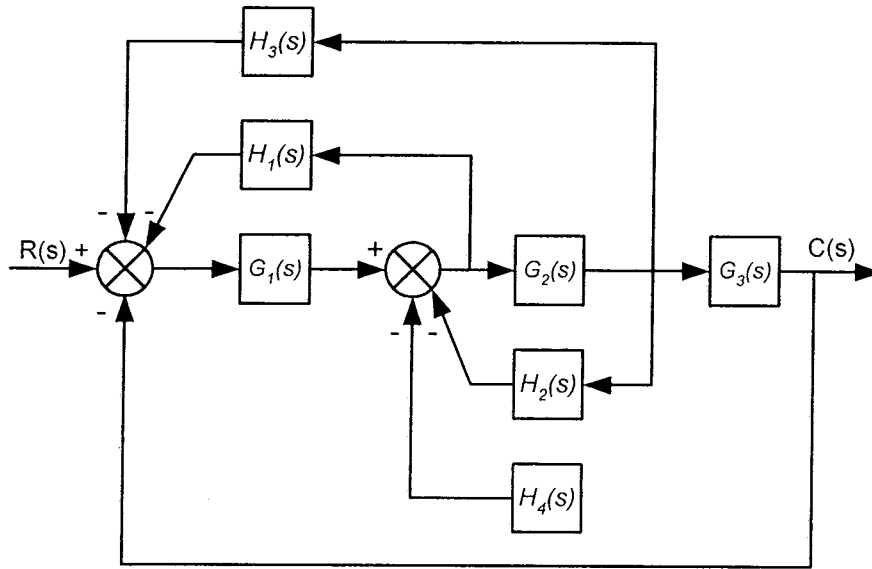 H3(s)
H1(s)
- -
R(s) +
G1(s)
+
G2(s)
G3(s)
C(s)
-
- -
H2(s)
H4(s)